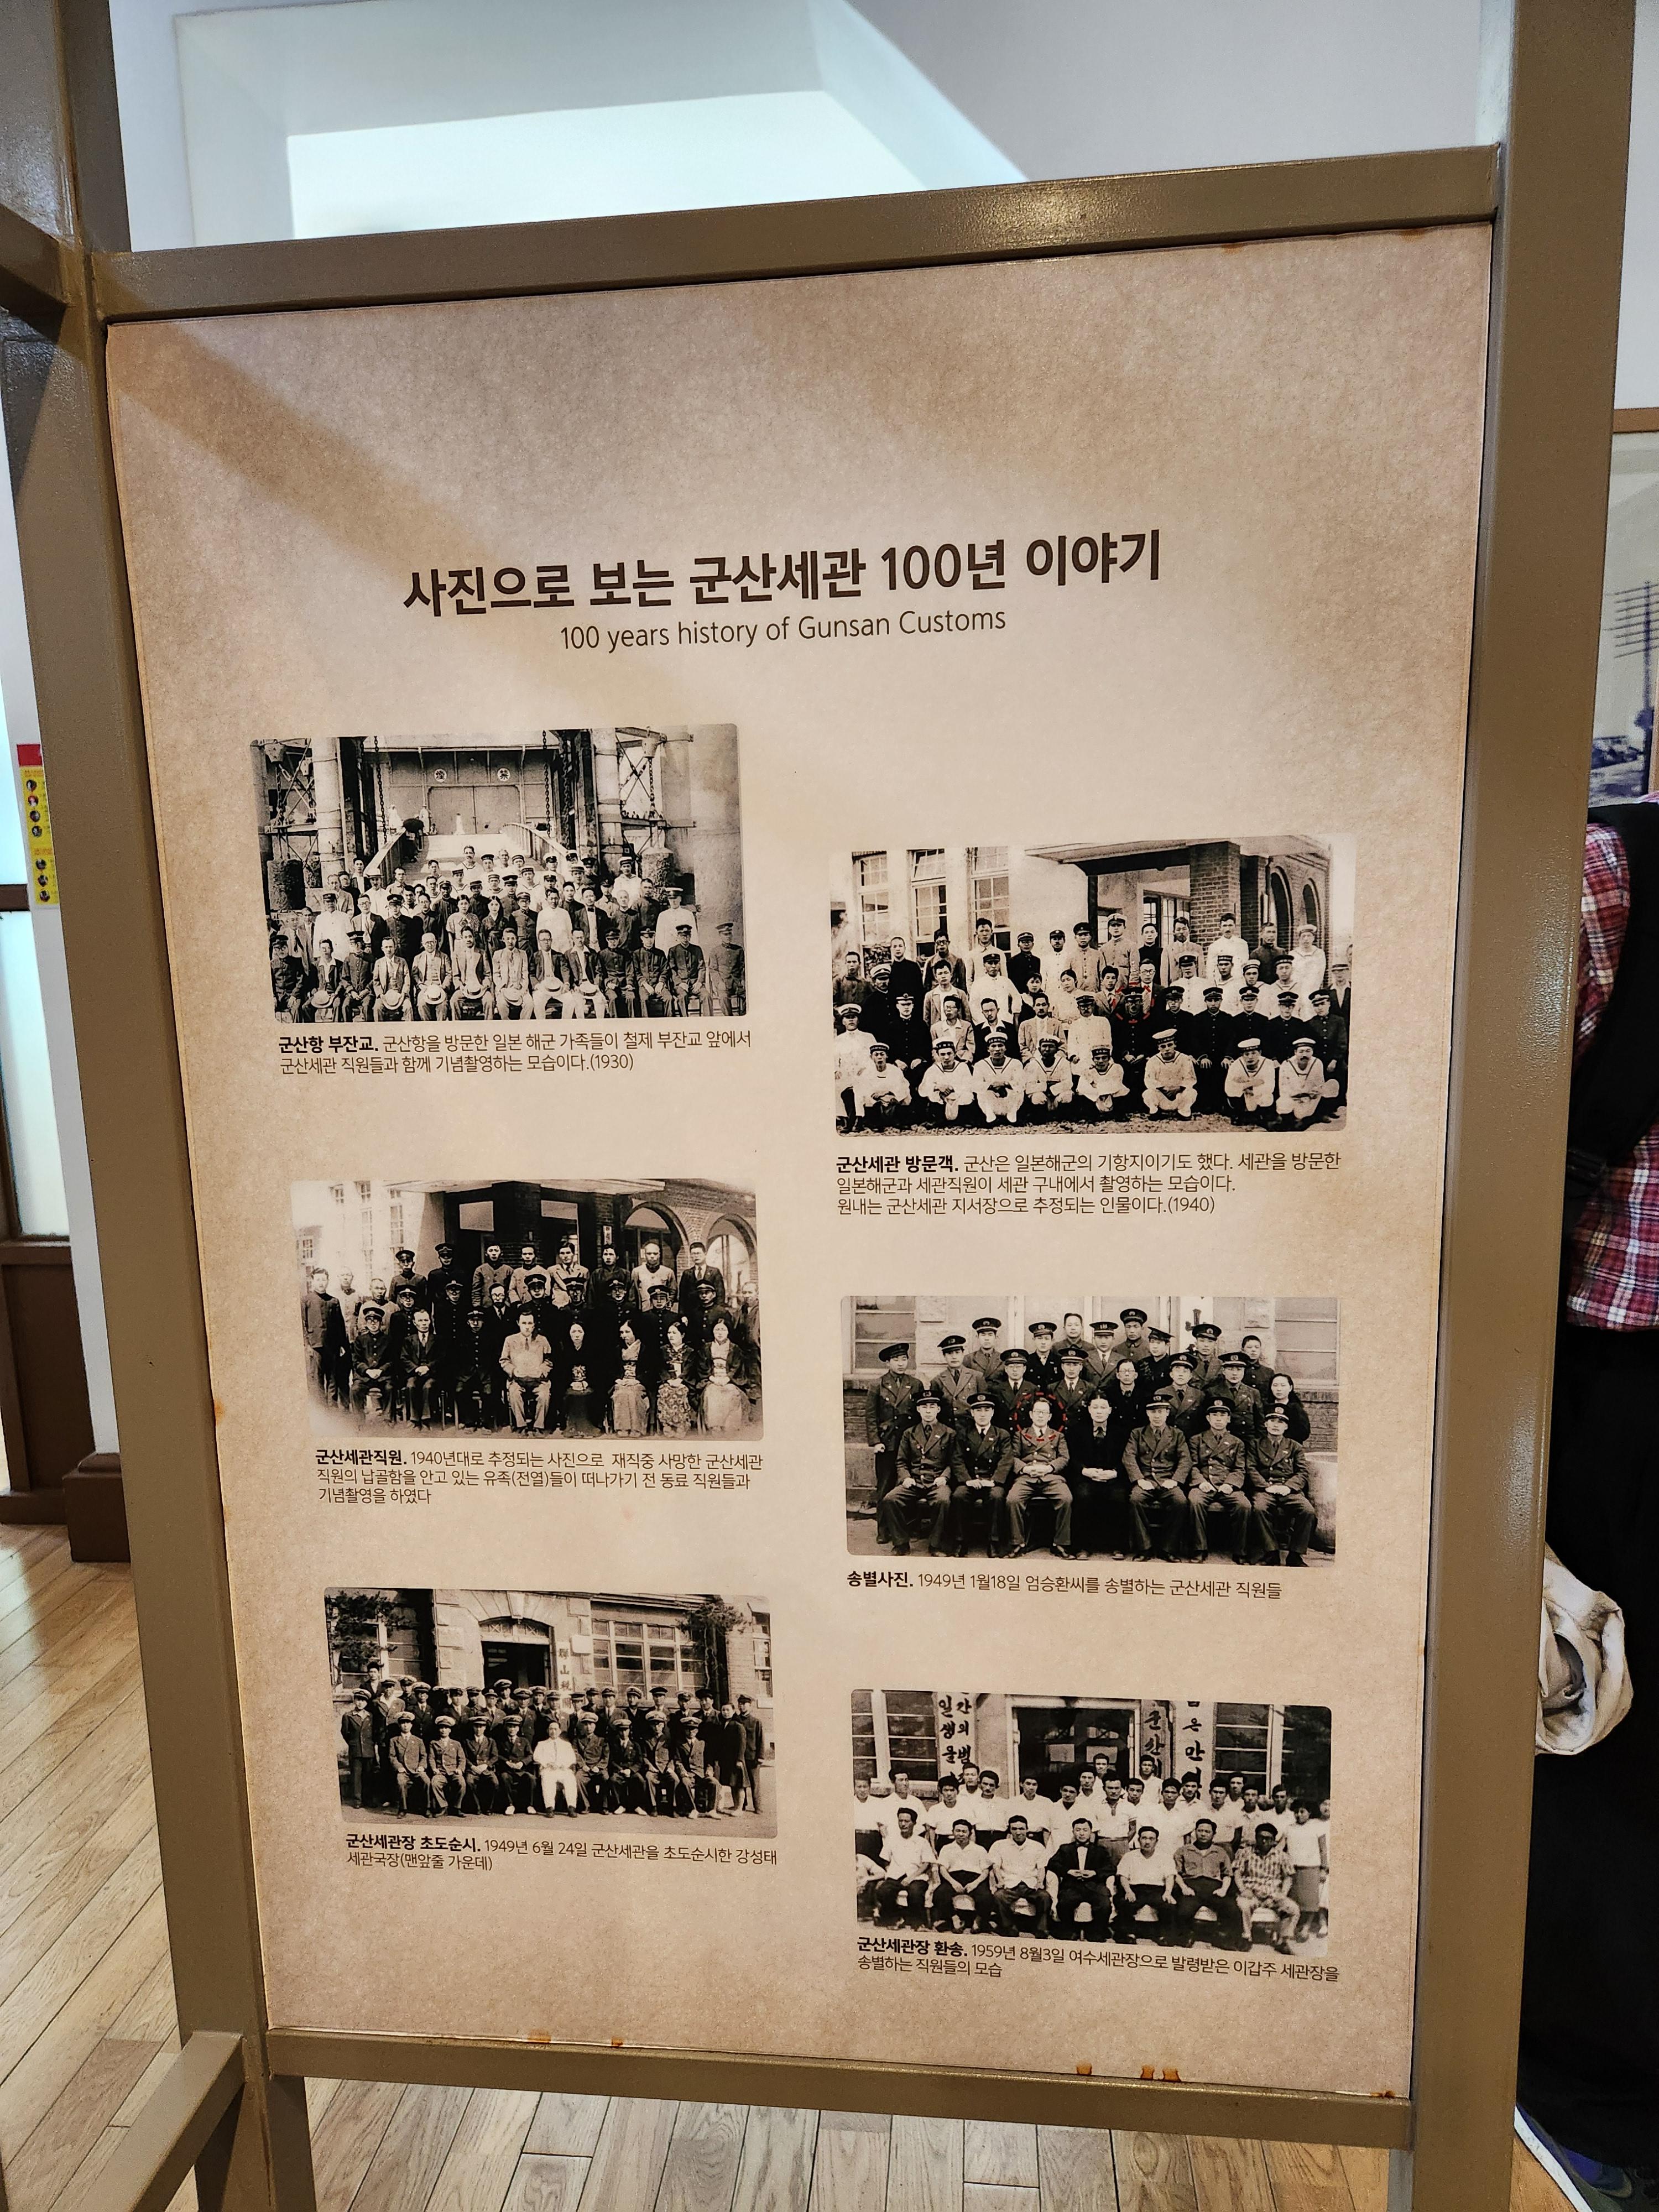 사진으로 보는 군산세관 100년 이야기
100 years history of Gunsan Customs
군산항 부잔교. 군산항을 방문한 일본 해군 가족들이 철제 부잔교 앞에서
군산세관 직원들과 함께 기념촬영하는 모습이다.(1930)
군산세관 방문객. 군산은 일본해군의 기항지이기도 했다. 세관을 방문한
일본해군과 세관직원이 세관 구내에서 촬영하는 모습이다.
원내는 군산세관 지서장으로 추정되는 인물이다.(1940)
군산세관직원. 1940년대로 추정되는 사진으로 재직중 사망한 군산세관
직원의 납골함을 안고 있는 유족(전열)들이 떠나가기 전 동료 직원들과
기념촬영을 하였다
송별사진. 1949년 1월18일 엄승환씨를 송별하는 군산세관 직원들
군산세관장 초도순시. 1949년 6월 24일 군산세관을 초도순시한 강성태
세관국장(맨앞줄 가운데)
군산세관장 환송. 1959년 8월3일 여수세관장으로 발령받은 이갑주 세관장을
송별하는 직원들의 모습